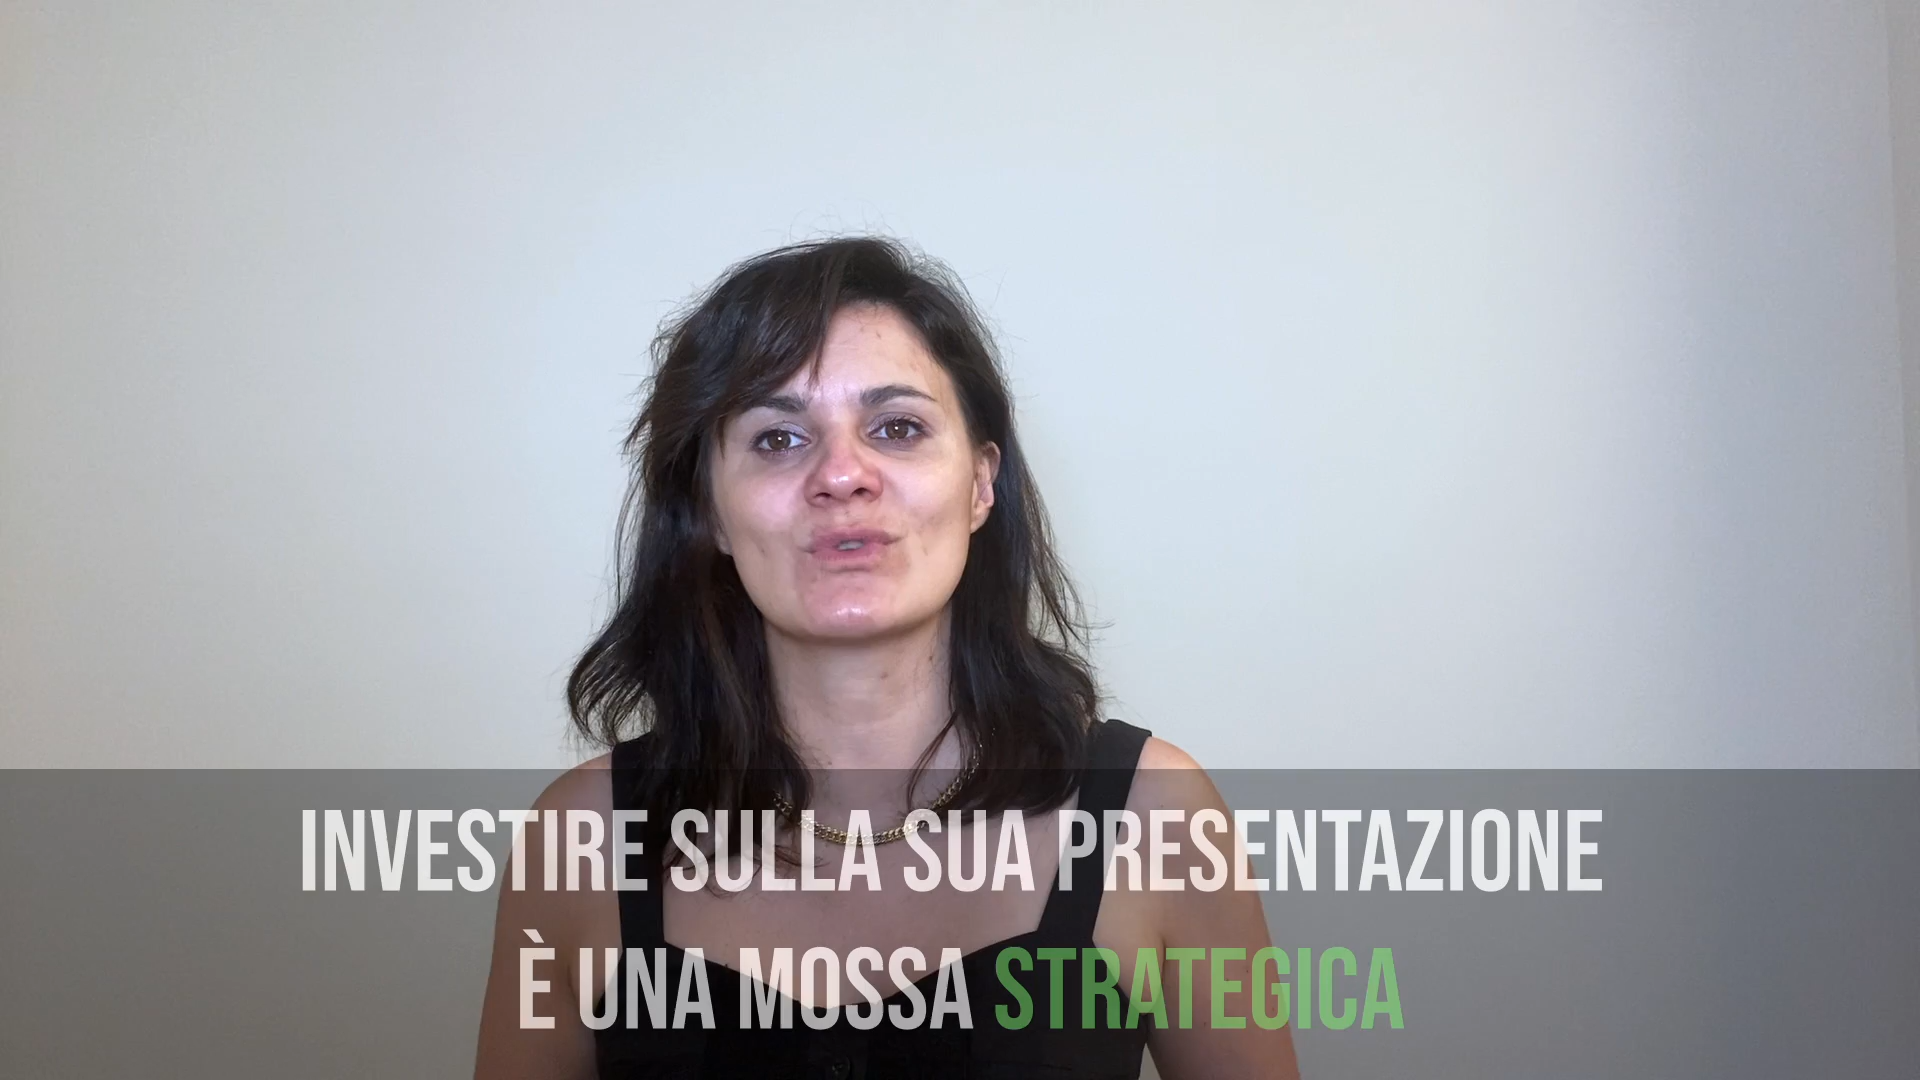 INVESTIRE SULLA SUA PRESENTAZIONE
È UNA MOSSA STRATEGICA